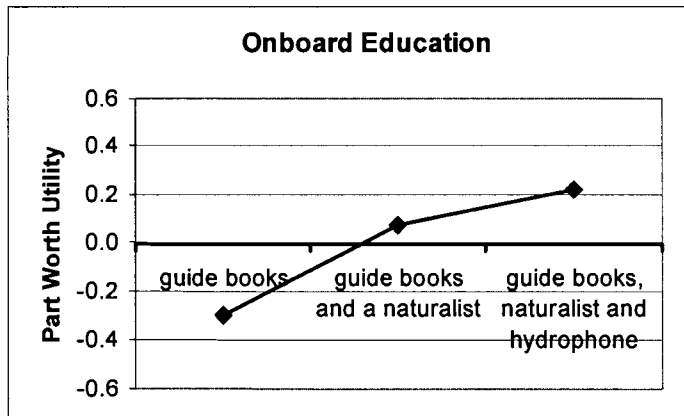 Onboard Education
Part Worth Utility
0.6
0.4
0.2
0.0
-0.2
-0.4
-0.6
guide books
guide books
and a naturalist
guide books,
naturalist and
hydrophone